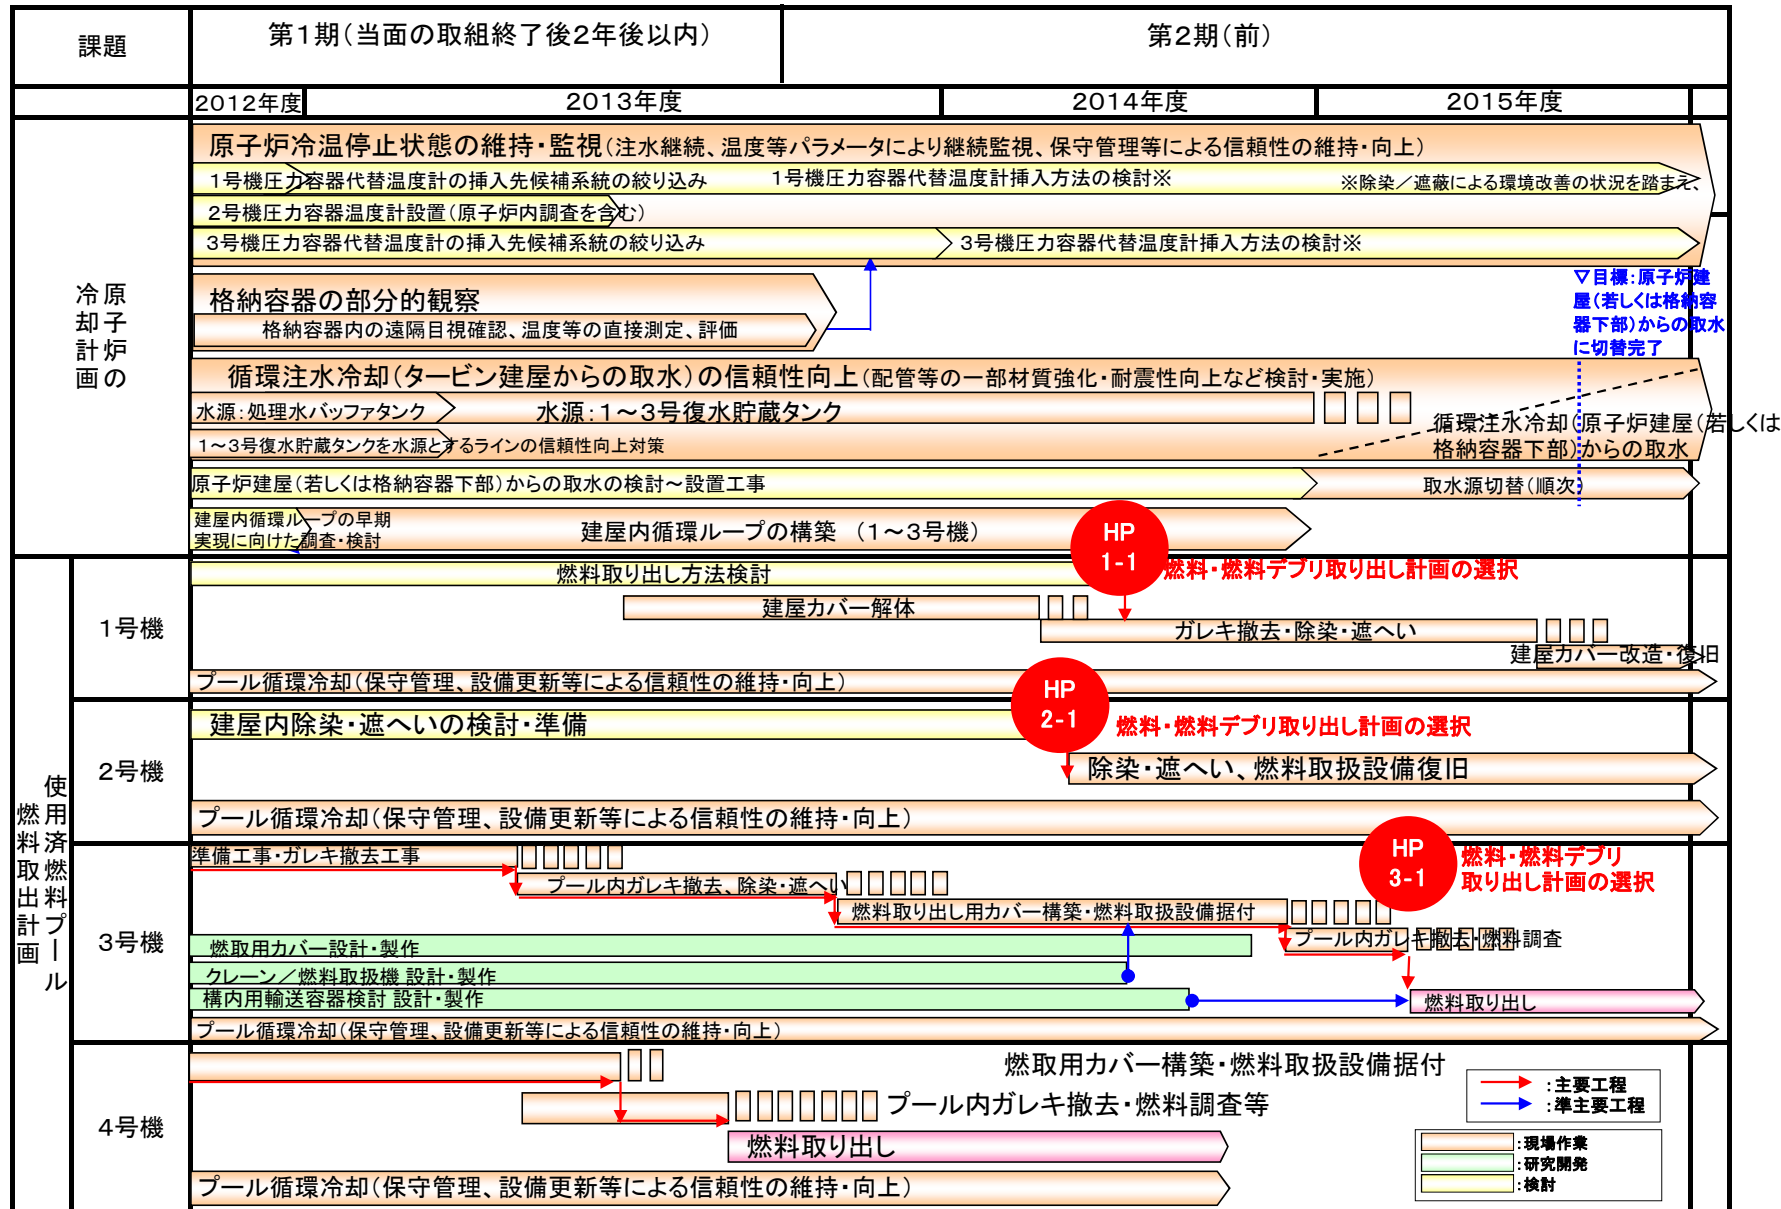 課題
第1期(当面の取組終了後2年後以内)
第2期(前)
2012年度
2013年度
2014年度
2015年度
原子炉の冷却計画
原子炉冷温停止状態の維持・監視(注水継続、温度等パラメータにより継続監視、保守管理等による信頼性の維持・向上)
1号機圧力容器代替温度計の挿入先候補系統の絞り込み
1号機圧力容器代替温度計挿入方法の検討※
※除染/遮蔽による環境改善の状況を踏まえ、
2号機圧力容器温度計設置(原子炉内調査を含む)
3号機圧力容器代替温度計の挿入先候補系統の絞り込み
3号機圧力容器代替温度計挿入方法の検討※
格納容器の部分的観察
格納容器内の遠隔目視確認、温度等の直接測定、評価
▽目標:原子炉建
屋(若しくは格納容
器下部)からの取水
に切替完了
循環注水冷却(タービン建屋からの取水)の信頼性向上(配管等の一部材質強化・耐震性向上など検討・実施)
水源:処理水バッファタンク
水源:1~3号復水貯蔵タンク
循環注水冷却(原子炉建屋(若しくは
格納容器下部)からの取水
1~3号復水貯蔵タンクを水源とするラインの信頼性向上対策
原子炉建屋(若しくは格納容器下部)からの取水の検討~設置工事
取水源切替(順次)
建屋内循環ループの早期
実現に向けた調査・検討
建屋内循環ループの構築 (1~3号機)
使用済燃料プール燃料取出計画
1号機
燃料取り出し方法検討
HP
1-1
燃料・燃料デブリ取り出し計画の選択
建屋カバー解体
ガレキ撤去・除染・遮へい
建屋カバー改造・復旧
プール循環冷却(保守管理、設備更新等による信頼性の維持・向上)
2号機
建屋内除染・遮へいの検討・準備
HP
2-1
燃料・燃料デブリ取り出し計画の選択
除染・遮へい、燃料取扱設備復旧
プール循環冷却(保守管理、設備更新等による信頼性の維持・向上)
3号機
準備工事・ガレキ撤去工事
HP
3-1
燃料・燃料デブリ
取り出し計画の選択
プール内ガレキ撤去、除染・遮へい
燃料取り出し用カバー構築・燃料取扱設備据付
プール内ガレキ撤去・燃料調査
燃取用カバー設計・製作
クレーン/燃料取扱機 設計・製作
構内用輸送容器検討 設計・製作
燃料取り出し
プール循環冷却(保守管理、設備更新等による信頼性の維持・向上)
4号機
燃取用カバー構築・燃料取扱設備据付
プール内ガレキ撤去・燃料調査等
燃料取り出し
プール循環冷却(保守管理、設備更新等による信頼性の維持・向上)
:主要工程
:準主要工程
:現場作業
:研究開発
:検討